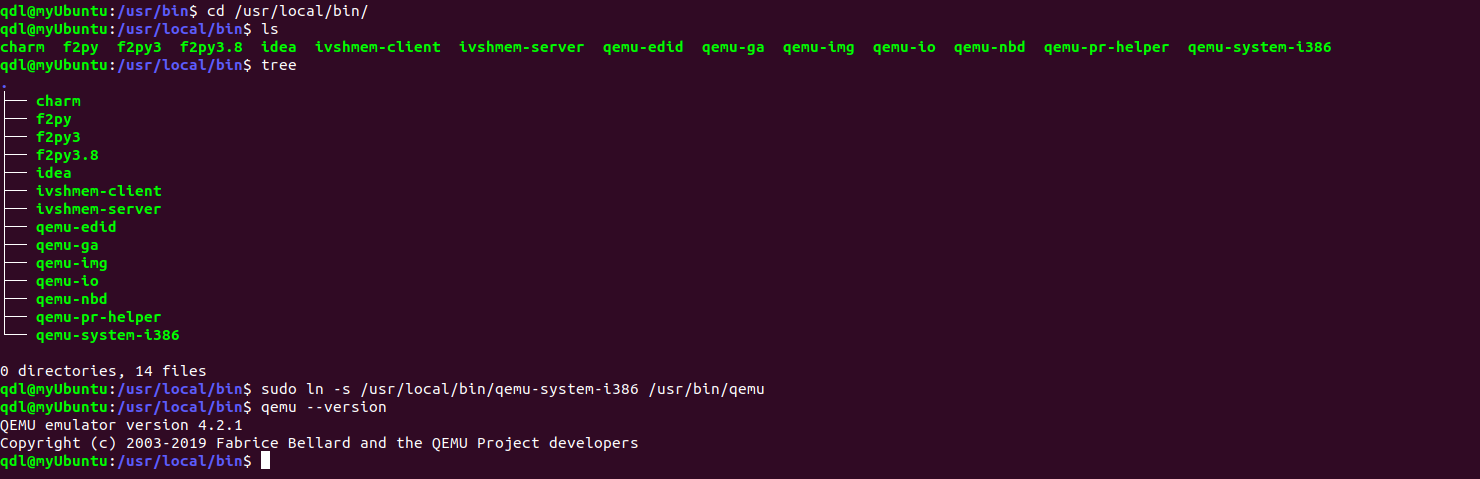 qdl@myUbuntu:/usr/bin$ cd /usr/local/bin/
qdl@myUbuntu:/usr/local/bin$ ls
charm  f2py  f2py3  f2py3.8  idea  ivshmem-client  ivshmem-server  qemu-edid  qemu-ga  qemu-img  qemu-io  qemu-nbd  qemu-pr-helper  qemu-system-i386
qdl@myUbuntu:/usr/local/bin$ tree
.
├── charm
├── f2py
├── f2py3
├── f2py3.8
├── idea
├── ivshmem-client
├── ivshmem-server
├── qemu-edid
├── qemu-ga
├── qemu-img
├── qemu-io
├── qemu-nbd
├── qemu-pr-helper
└── qemu-system-i386
0 directories, 14 files
qdl@myUbuntu:/usr/local/bin$ sudo ln -s /usr/local/bin/qemu-system-i386 /usr/bin/qemu
qdl@myUbuntu:/usr/local/bin$ qemu --version
QEMU emulator version 4.2.1
Copyright (c) 2003-2019 Fabrice Bellard and the QEMU Project developers
qdl@myUbuntu:/usr/local/bin$